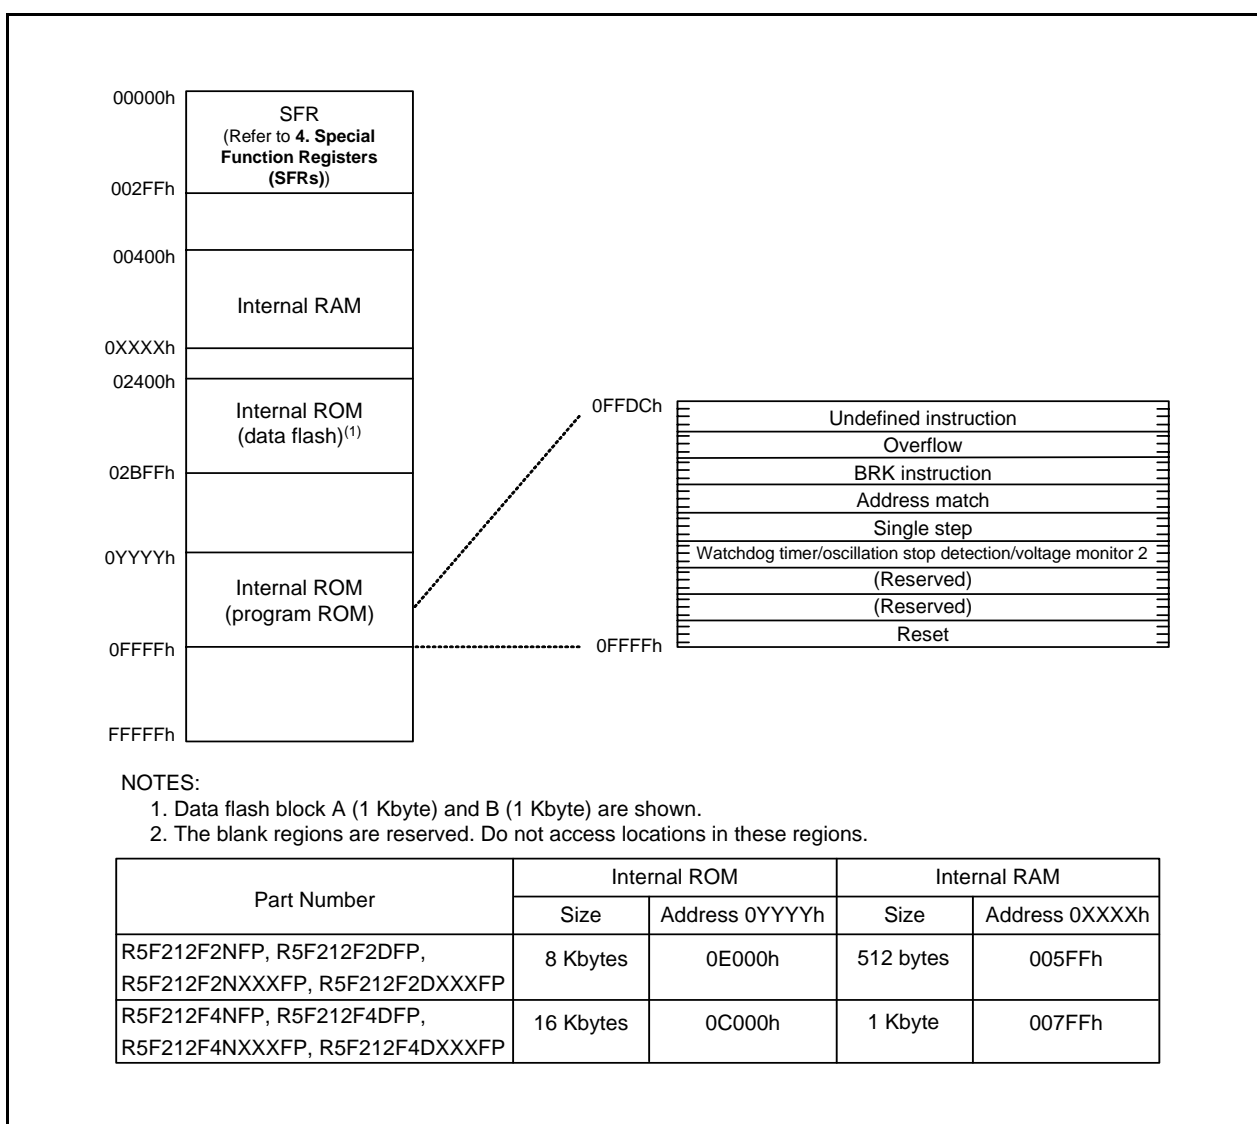 00000h
SFR
(Refer to 4. Special
Function Registers
(SFRs))
002FFh
00400h
Internal RAM
0XXXXh
02400h
Internal ROM
(data flash)(1)
02BFFh
0YYYYh
Internal ROM
(program ROM)
0FFFFh
FFFFFh
0FFDCh
Undefined instruction
Overflow
BRK instruction
Address match
Single step
Watchdog timer/oscillation stop detection/voltage monitor 2
(Reserved)
(Reserved)
Reset
0FFFFh
NOTES:
1. Data flash block A (1 Kbyte) and B (1 Kbyte) are shown.
2. The blank regions are reserved. Do not access locations in these regions.
Part Number Internal ROM Internal RAM
Size Address 0YYYYh Size Address 0XXXXh
R5F212F2NFP, R5F212F2DFP,
R5F212F2NXXXFP, R5F212F2DXXXFP
8 Kbytes 0E000h 512 bytes 005FFh
R5F212F4NFP, R5F212F4DFP,
R5F212F4NXXXFP, R5F212F4DXXXFP
16 Kbytes 0C000h 1 Kbyte 007FFh